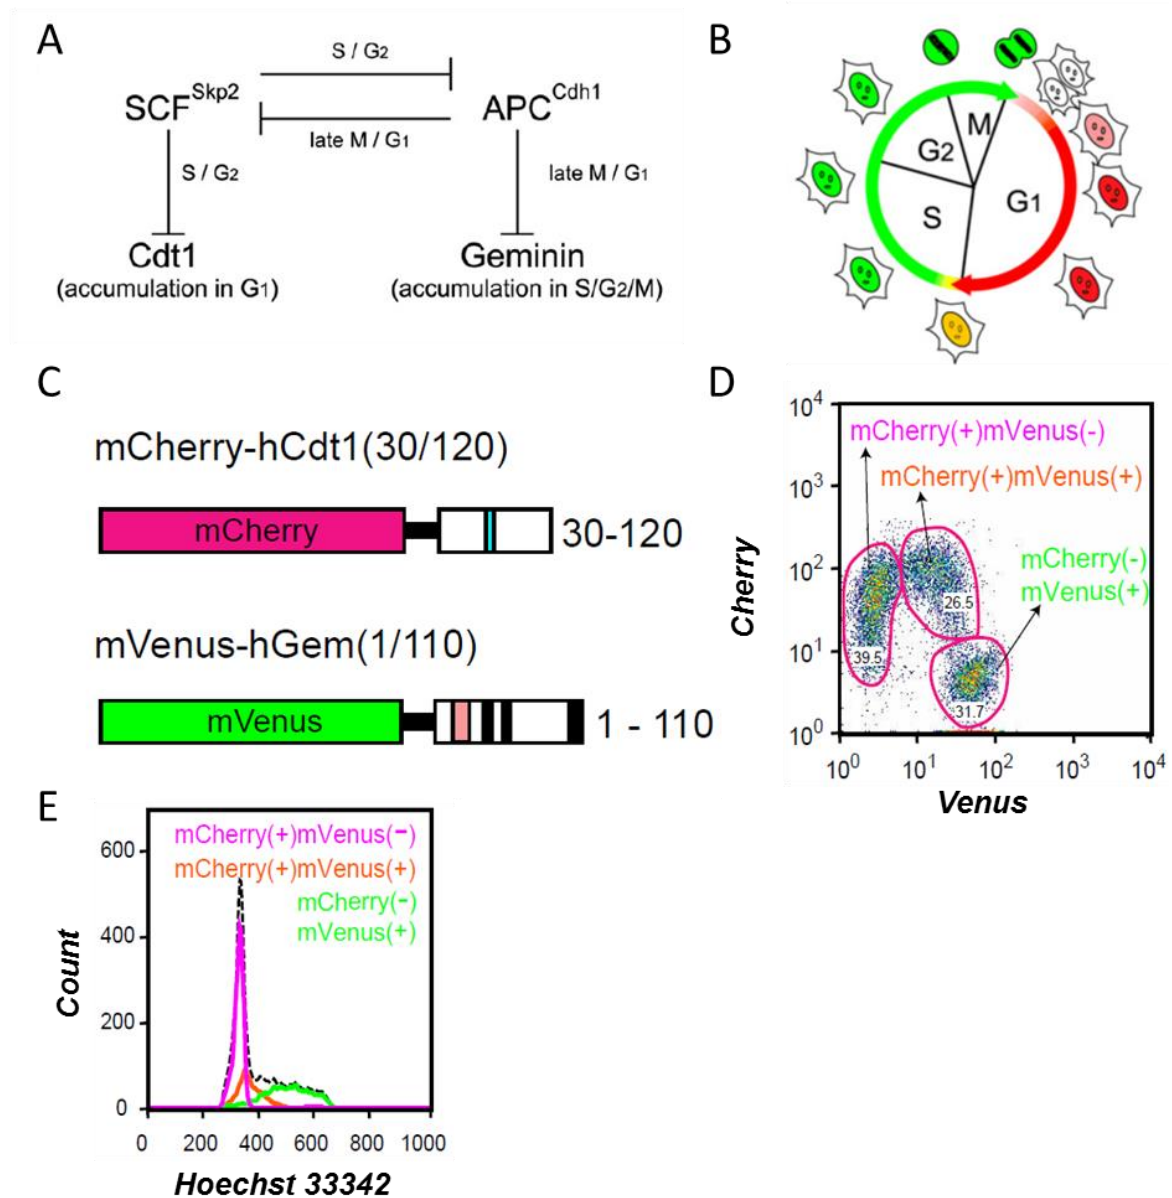 A
S / G2
SCF^Skp2
APC^Cdh1
late M / G1
S / G2
late M / G1
Cdt1
(accumulation in G1)
Geminin
(accumulation in S/G2/M)
B
M
G2
G1
S
C
mCherry-hCdt1(30/120)
mCherry
30-120
mVenus-hGem(1/110)
mVenus
1 - 110
D
10^4
mCherry(+)mVenus(-)
10^3
mCherry(+)mVenus(+)
10^2
mCherry(-)
mVenus(+)
26.5
10^1
39.5
31.7
10^0
Cherry
10^0 10^1 10^2 10^3 10^4
Venus
E
mCherry(+)mVenus(−)
mCherry(+)mVenus(+)
mCherry(-)
mVenus(+)
600
400
200
0
Count
0 200 400 600 800 1000
Hoechst 33342